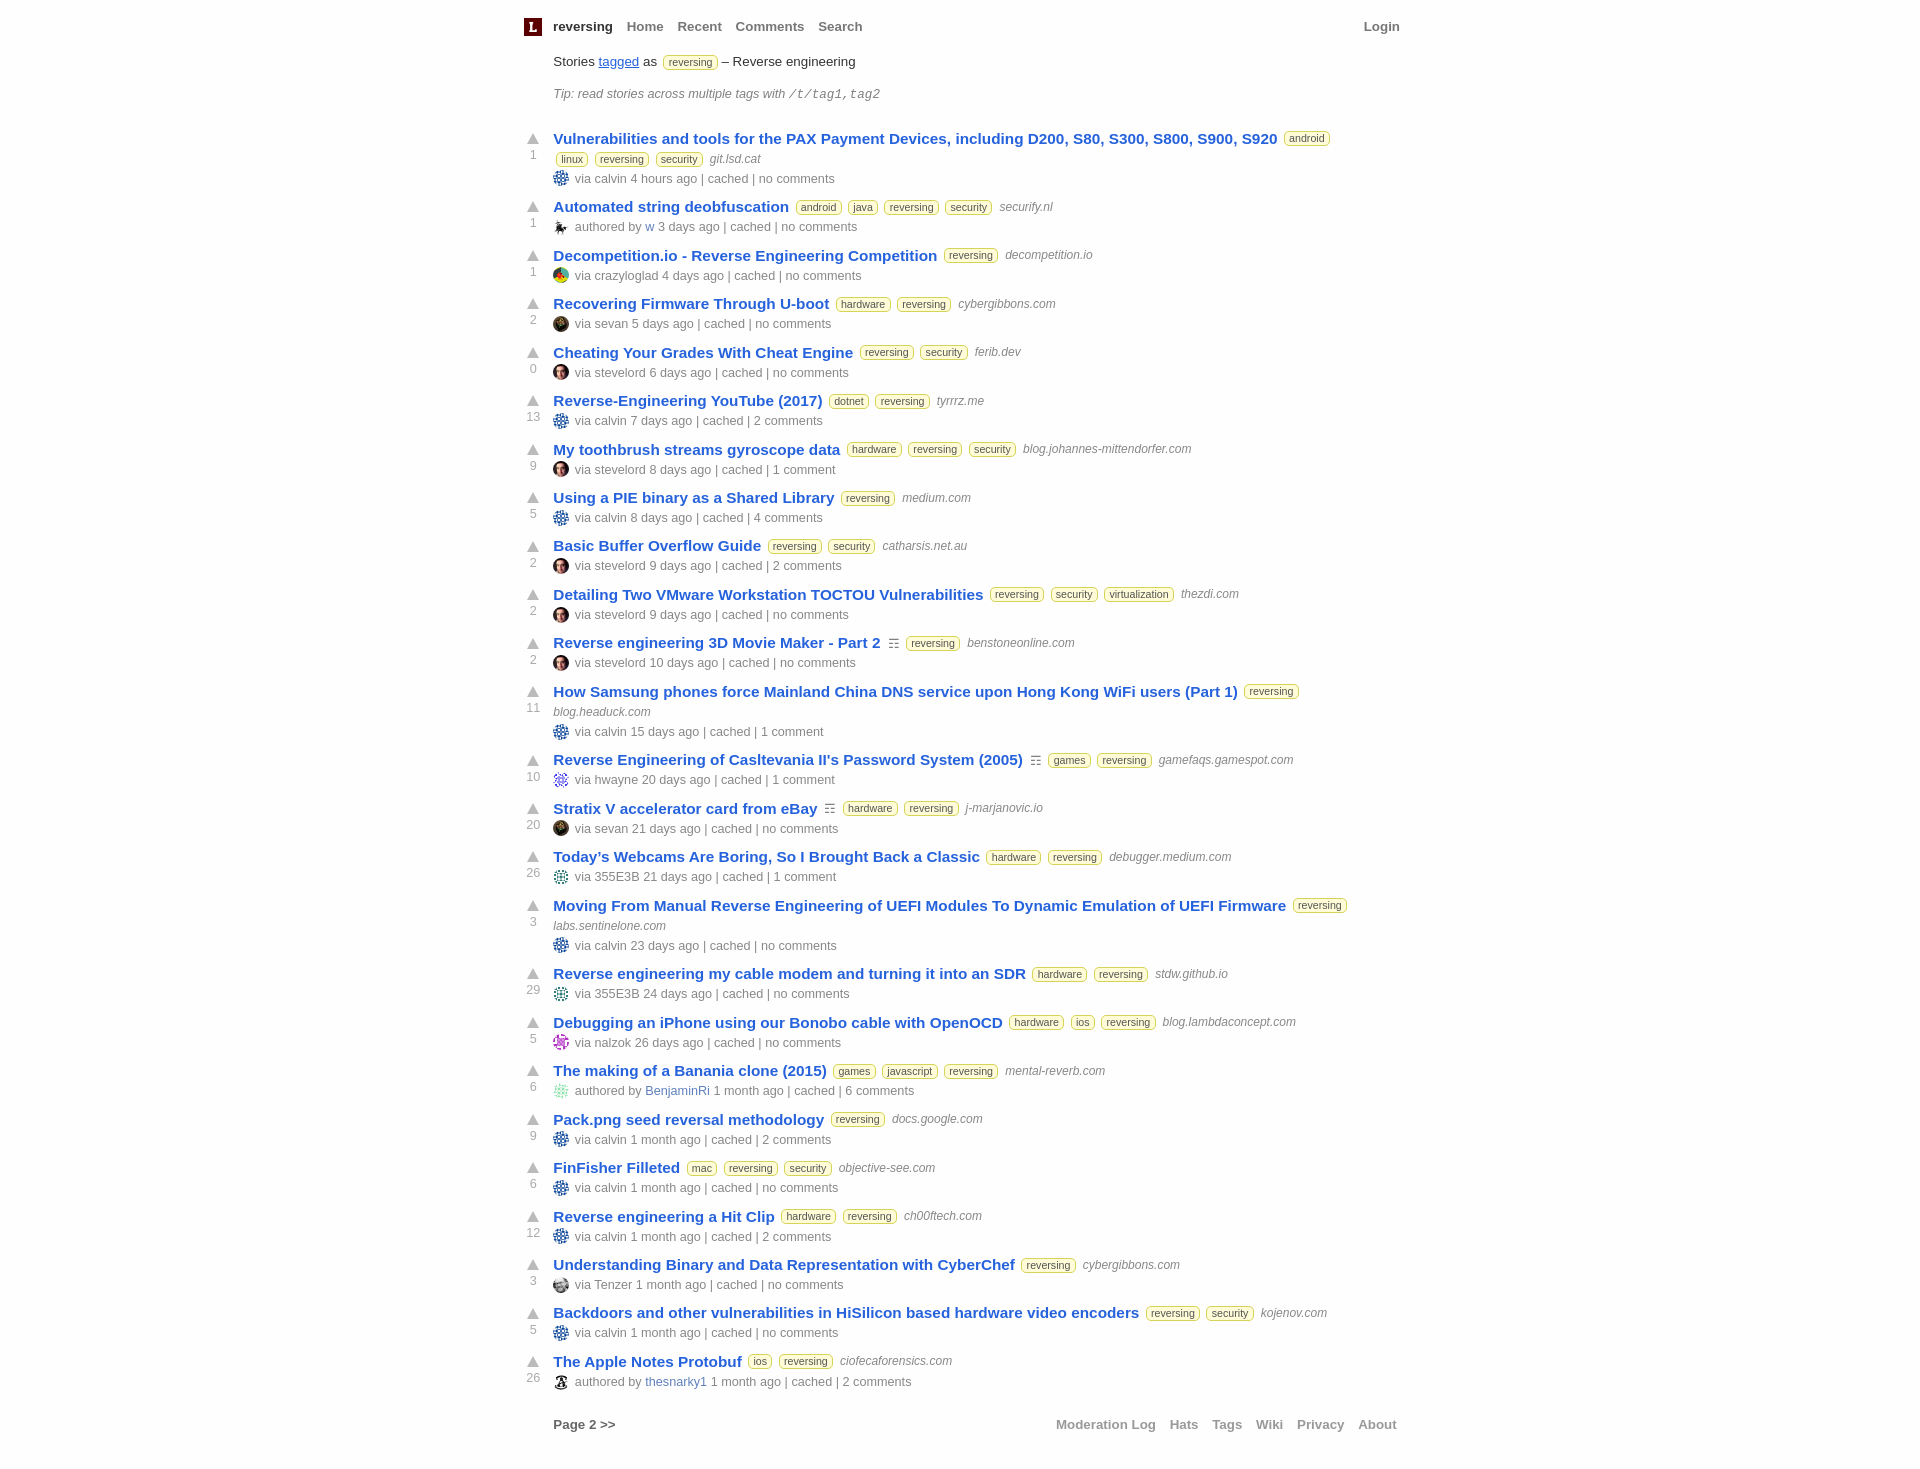 L reversing Home Recent Comments Search Login
Stories tagged as reversing – Reverse engineering
Tip: read stories across multiple tags with /t/tag1,tag2
Vulnerabilities and tools for the PAX Payment Devices, including D200, S80, S300, S800, S900, S920 android
1 linux reversing security git.lsd.cat
via calvin 4 hours ago | cached | no comments
Automated string deobfuscation android java reversing security securify.nl
1 authored by w 3 days ago | cached | no comments
Decompetition.io - Reverse Engineering Competition reversing decompetition.io
1 via crazyloglad 4 days ago | cached | no comments
Recovering Firmware Through U-boot hardware reversing cybergibbons.com
2 via sevan 5 days ago | cached | no comments
Cheating Your Grades With Cheat Engine reversing security ferib.dev
0 via stevelord 6 days ago | cached | no comments
Reverse-Engineering YouTube (2017) dotnet reversing tyrrrz.me
13 via calvin 7 days ago | cached | 2 comments
My toothbrush streams gyroscope data hardware reversing security blog.johannes-mittendorfer.com
9 via stevelord 8 days ago | cached | 1 comment
Using a PIE binary as a Shared Library reversing medium.com
5 via calvin 8 days ago | cached | 4 comments
Basic Buffer Overflow Guide reversing security catharsis.net.au
2 via stevelord 9 days ago | cached | 2 comments
Detailing Two VMware Workstation TOCTOU Vulnerabilities reversing security virtualization thezdi.com
2 via stevelord 9 days ago | cached | no comments
Reverse engineering 3D Movie Maker - Part 2 ☶ reversing benstoneonline.com
2 via stevelord 10 days ago | cached | no comments
How Samsung phones force Mainland China DNS service upon Hong Kong WiFi users (Part 1) reversing
11 blog.headuck.com
via calvin 15 days ago | cached | 1 comment
Reverse Engineering of Casltevania II's Password System (2005) ☶ games reversing gamefaqs.gamespot.com
10 via hwayne 20 days ago | cached | 1 comment
Stratix V accelerator card from eBay ☶ hardware reversing j-marjanovic.io
20 via sevan 21 days ago | cached | no comments
Today’s Webcams Are Boring, So I Brought Back a Classic hardware reversing debugger.medium.com
26 via 355E3B 21 days ago | cached | 1 comment
Moving From Manual Reverse Engineering of UEFI Modules To Dynamic Emulation of UEFI Firmware reversing
3 labs.sentinelone.com
via calvin 23 days ago | cached | no comments
Reverse engineering my cable modem and turning it into an SDR hardware reversing stdw.github.io
29 via 355E3B 24 days ago | cached | no comments
Debugging an iPhone using our Bonobo cable with OpenOCD hardware ios reversing blog.lambdaconcept.com
5 via nalzok 26 days ago | cached | no comments
The making of a Banania clone (2015) games javascript reversing mental-reverb.com
6 authored by BenjaminRi 1 month ago | cached | 6 comments
Pack.png seed reversal methodology reversing docs.google.com
9 via calvin 1 month ago | cached | 2 comments
FinFisher Filleted mac reversing security objective-see.com
6 via calvin 1 month ago | cached | no comments
Reverse engineering a Hit Clip hardware reversing ch00ftech.com
12 via calvin 1 month ago | cached | 2 comments
Understanding Binary and Data Representation with CyberChef reversing cybergibbons.com
3 via Tenzer 1 month ago | cached | no comments
Backdoors and other vulnerabilities in HiSilicon based hardware video encoders reversing security kojenov.com
5 via calvin 1 month ago | cached | no comments
The Apple Notes Protobuf ios reversing ciofecaforensics.com
26 authored by thesnarky1 1 month ago | cached | 2 comments
Page 2 >> Moderation Log Hats Tags Wiki Privacy About